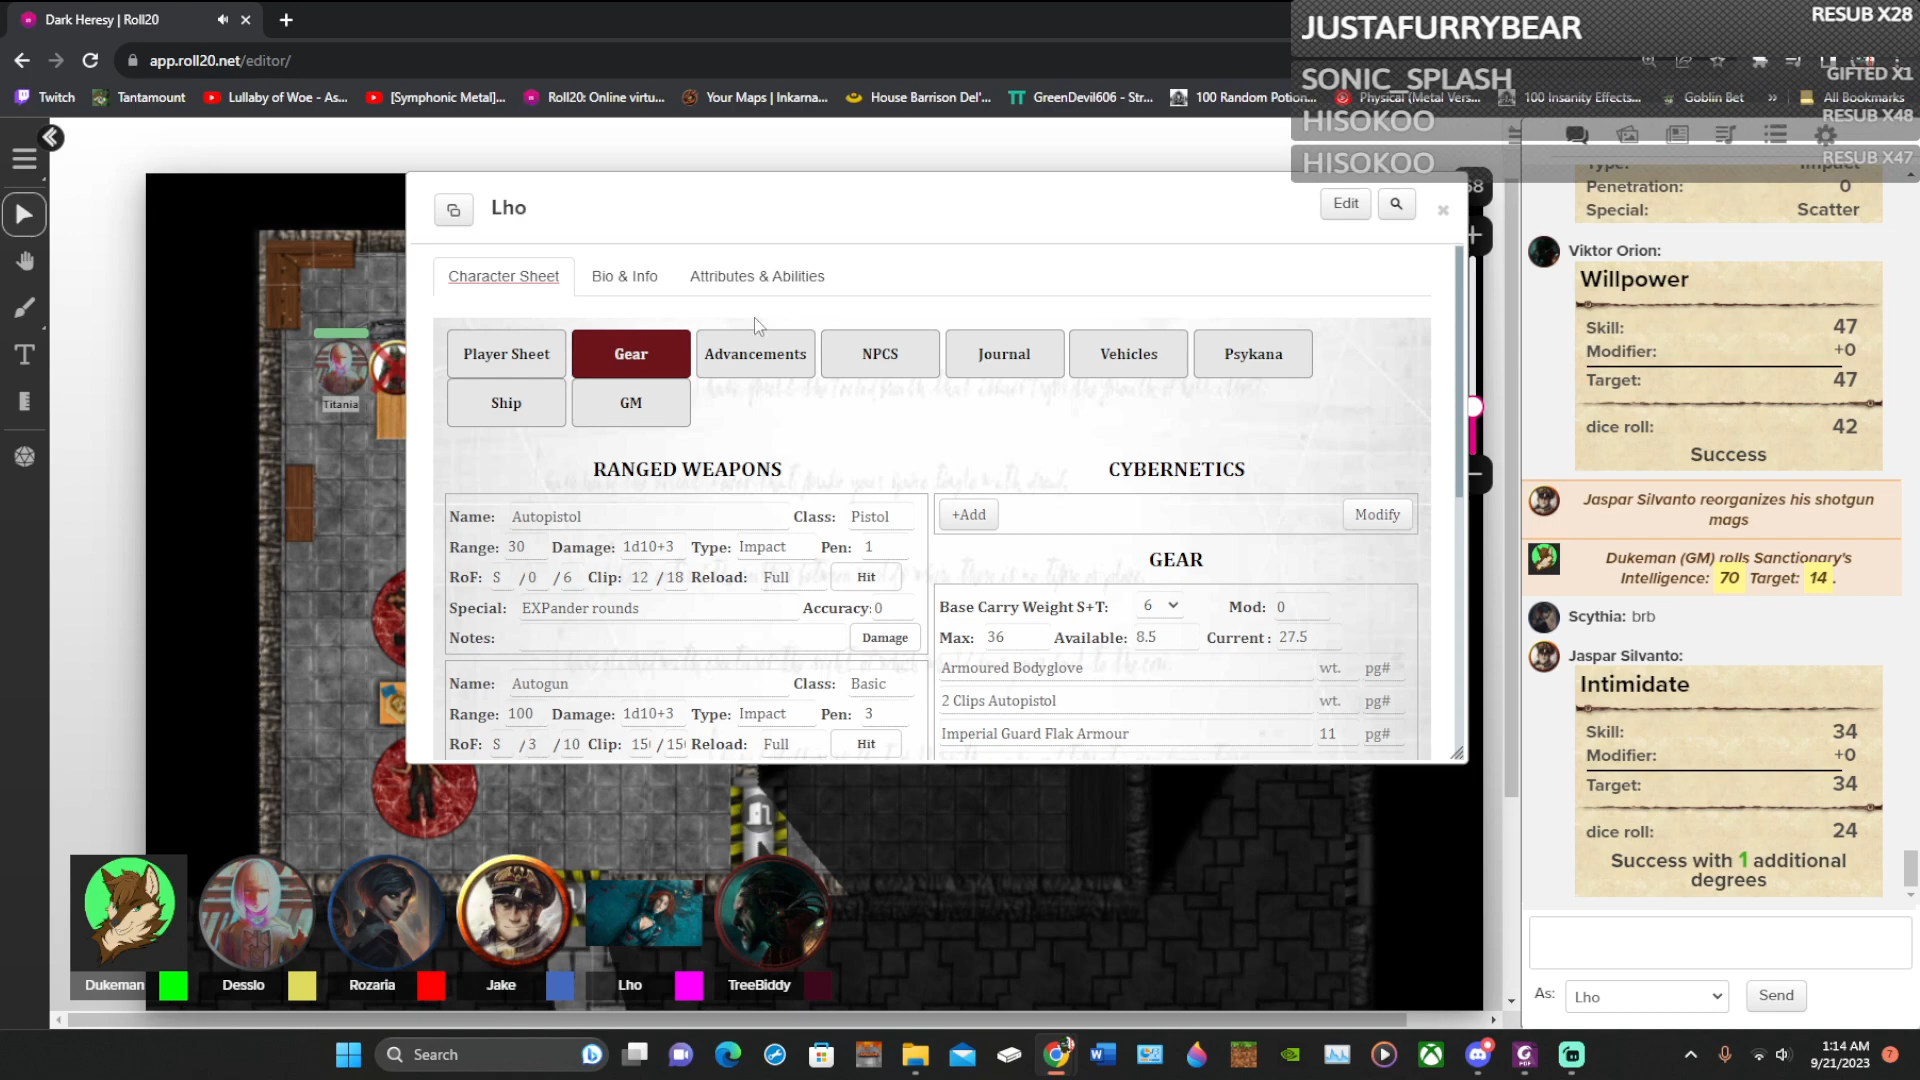 Dark Heresy | Roll20
JUSTAFURRYBEAR
RESUB X28
app.roll20.net/editor/
SONIC_SPLASH
GIFTED X1
Twitch
Tantamount
Lullaby of Woe - As...
[Symphonic Metal]...
Roll20: Online virtu...
Your Maps | Inkarna...
House Barrison Del'...
GreenDevil606 - Str...
100 Random Potion...
Physical (Metal Vers...
100 Insanity Effects...
Goblin Bet
»
All Bookmarks
HISOKOO
RESUB X48
HISOKOO
RESUB X47
Lho
Edit
Character Sheet
Bio & Info
Attributes & Abilities
Player Sheet
Gear
Advancements
NPCS
Journal
Vehicles
Psykana
Ship
GM
RANGED WEAPONS
Name: Autopistol Class: Pistol
Range: 30 Damage: 1d10+3 Type: Impact Pen: 1
RoF: S /0 /6 Clip: 12 /18 Reload: Full Hit
Special: EXPander rounds Accuracy: 0
Notes: Damage
Name: Autogun Class: Basic
Range: 100 Damage: 1d10+3 Type: Impact Pen: 3
RoF: S /3 /10 Clip: 15 /15 Reload: Full Hit
CYBERNETICS
+Add
Modify
GEAR
Base Carry Weight S+T: 6 Mod: 0
Max: 36 Available: 8.5 Current : 27.5
Armoured Bodyglove wt. pg#
2 Clips Autopistol wt. pg#
Imperial Guard Flak Armour 11 pg#
Titania
Dukeman
Desslo
Rozaria
Jake
Lho
TreeBiddy
Type: Impact
Penetration: 0
Special: Scatter
Viktor Orion:
Willpower
Skill: 47
Modifier: +0
Target: 47
dice roll: 42
Success
Jaspar Silvanto reorganizes his shotgun
mags
Dukeman (GM) rolls Sanctionary's
Intelligence: 70 Target: 14 .
Scythia: brb
Jaspar Silvanto:
Intimidate
Skill: 34
Modifier: +0
Target: 34
dice roll: 24
Success with 1 additional
degrees
As: Lho
Send
Search
1:14 AM
9/21/2023
7